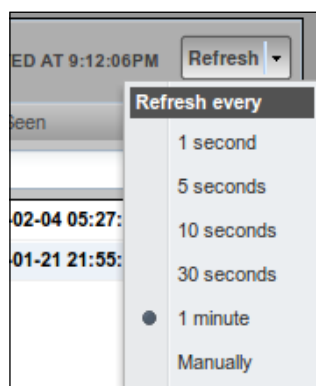 ED AT 9:12:06PM Refresh
Refresh every
Seen
1 second
5 seconds
-02-04 05:27:
10 seconds
-01-21 21:55:
30 seconds
1 minute
Manually